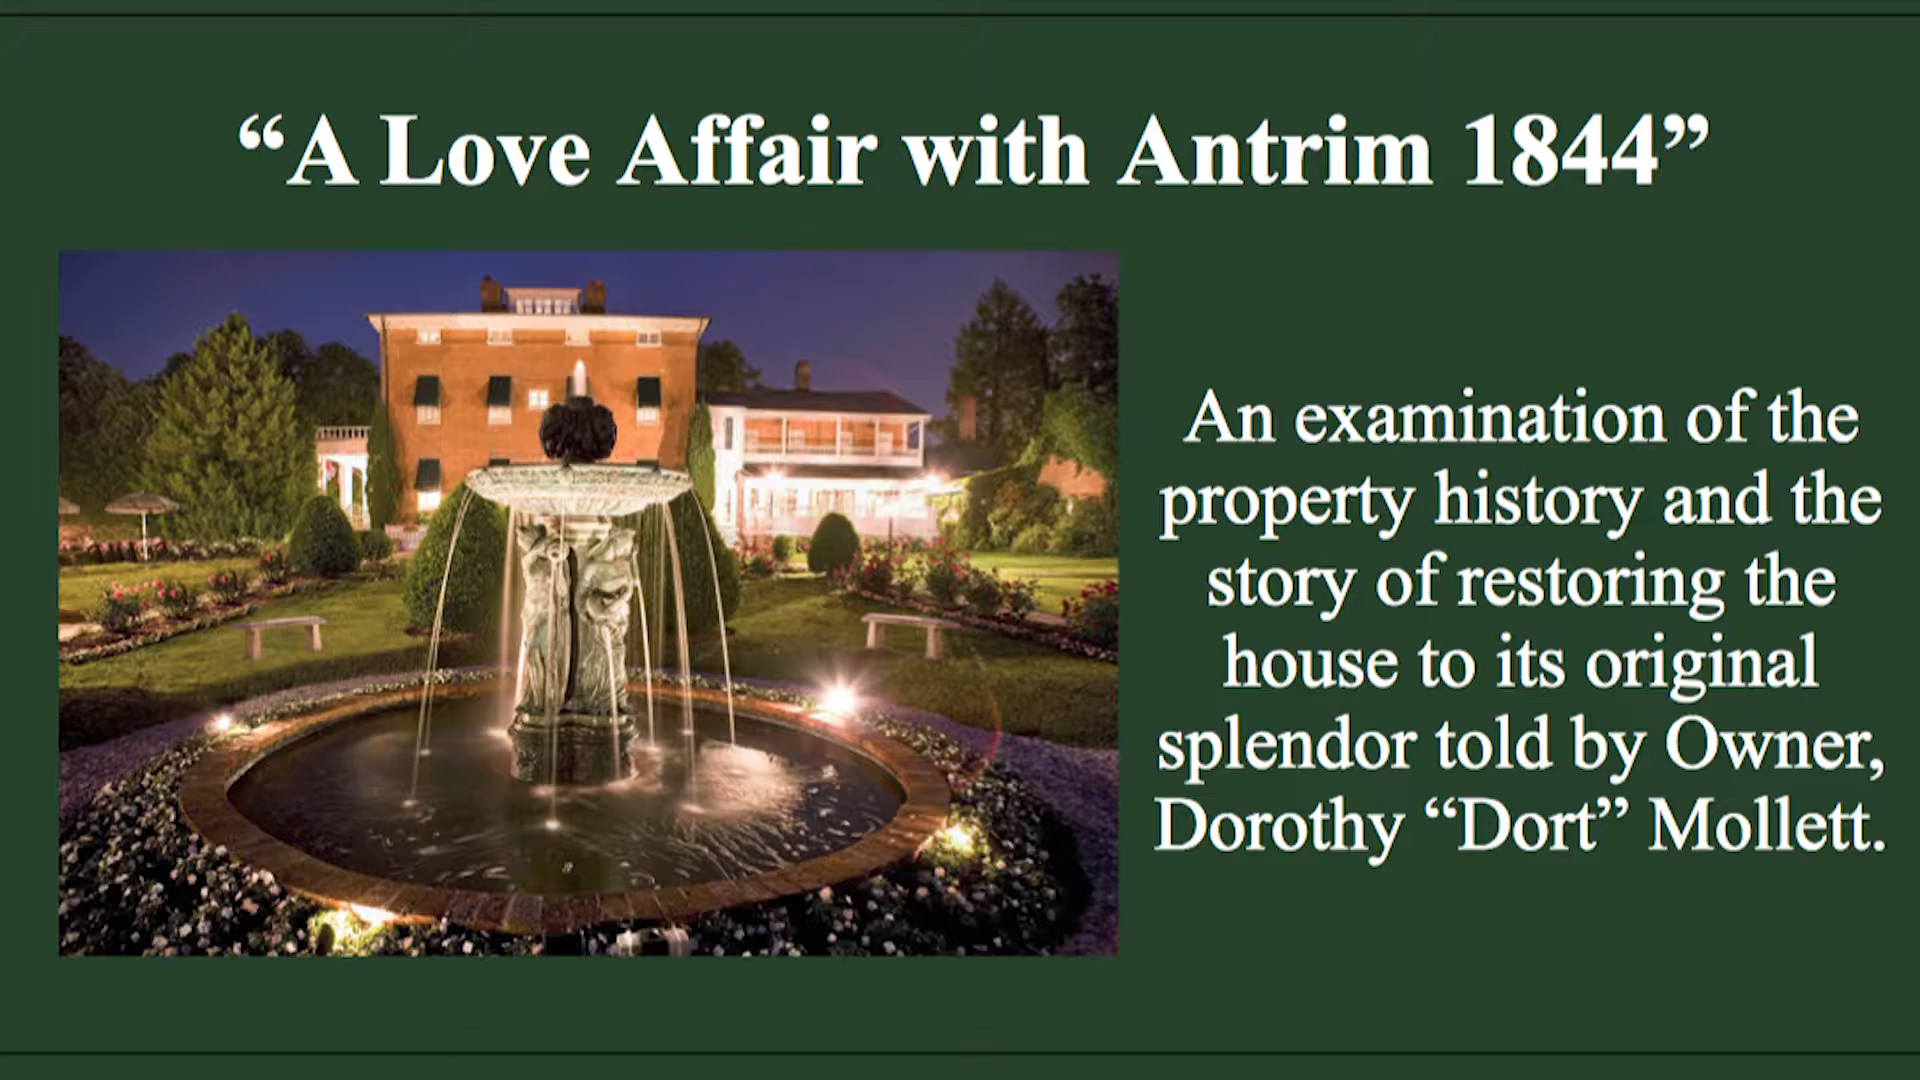 “A Love Affair with Antrim 1844”
An examination of the
property history and the
story of restoring the
house to its original
splendor told by Owner,
Dorothy “Dort” Mollett.